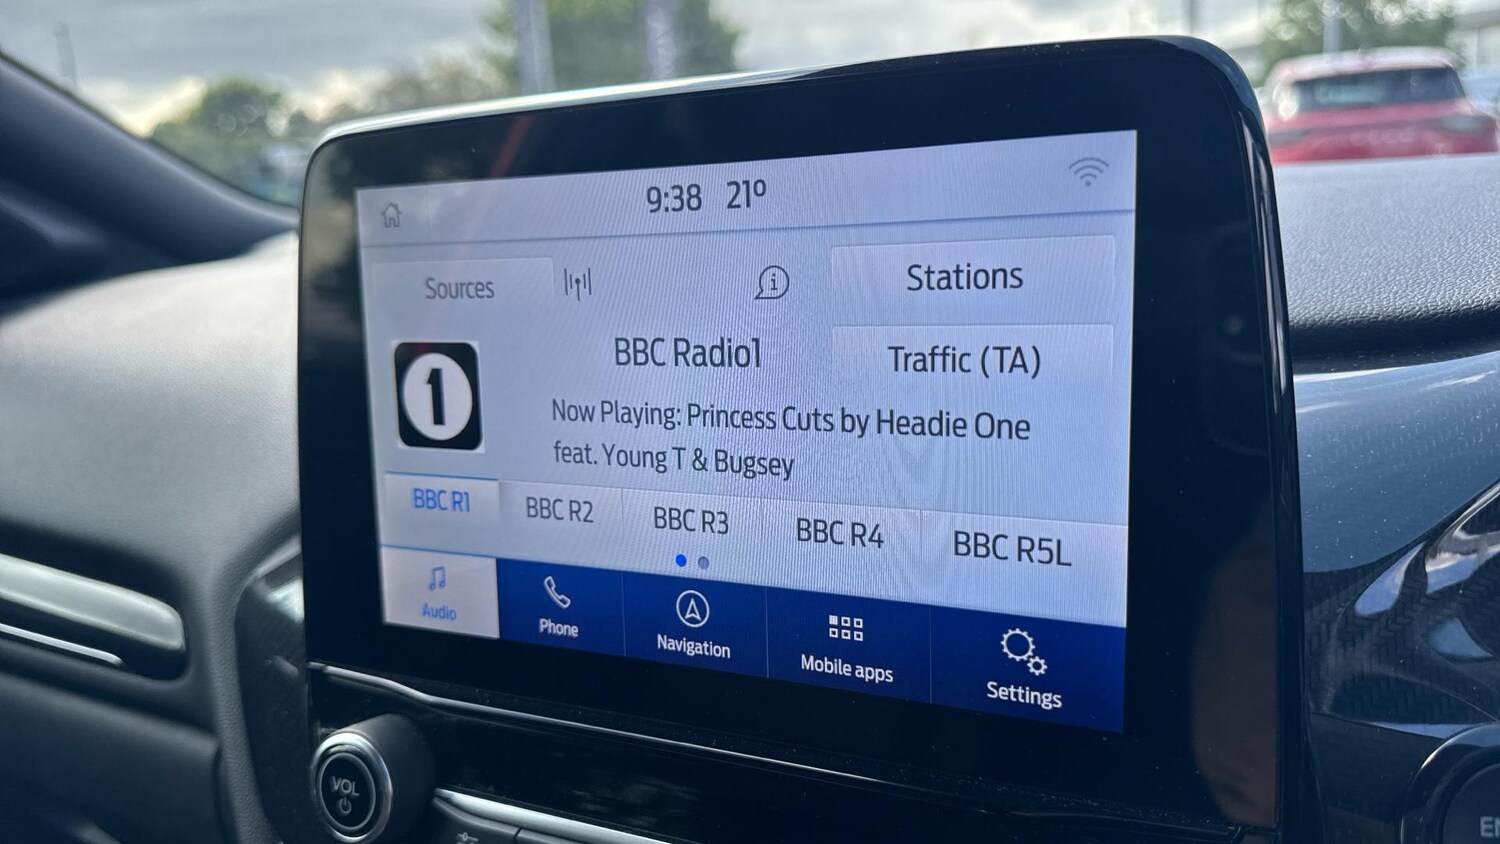 9:38 21°
Sources
Stations
1
BBC Radio1
Traffic (TA)
Now Playing: Princess Cuts by Headie One
feat. Young T & Bugsey
BBC R1 BBC R2 BBC R3 BBC R4 BBC R5L
Audio Phone Navigation Mobile apps Settings
VOL